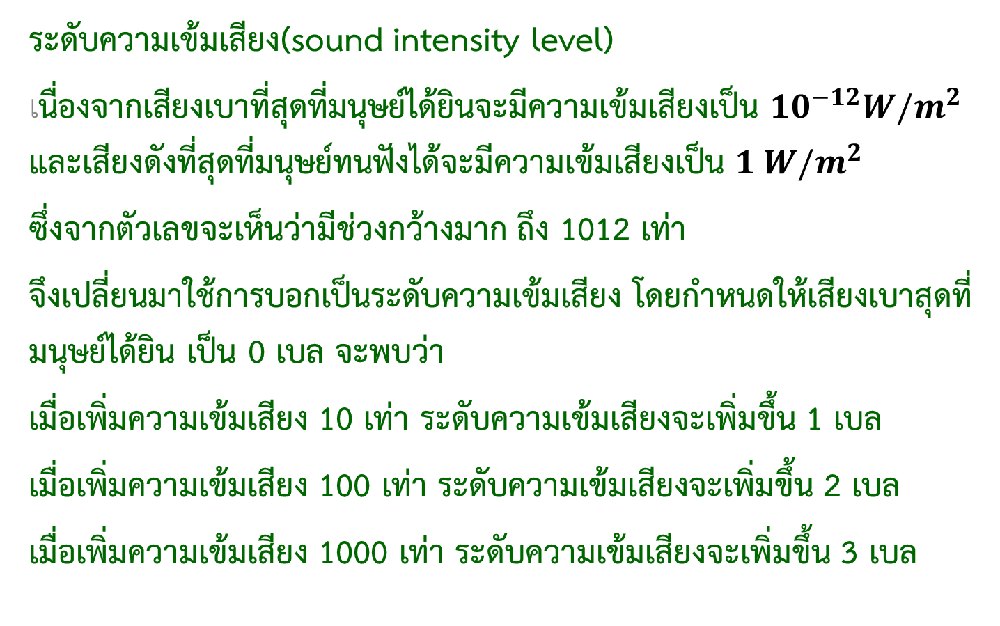 ระดับความเข้มเสียง(sound intensity level)
เนื่องจากเสียงเบาที่สุดที่มนุษย์ได้ยินจะมีความเข้มเสียงเป็น 10⁻¹²W/m²
และเสียงดังที่สุดที่มนุษย์ทนฟังได้จะมีความเข้มเสียงเป็น 1 W/m²
ซึ่งจากตัวเลขจะเห็นว่ามีช่วงกว้างมาก ถึง 1012 เท่า
จึงเปลี่ยนมาใช้การบอกเป็นระดับความเข้มเสียง โดยกำหนดให้เสียงเบาสุดที่
มนุษย์ได้ยิน เป็น 0 เบล จะพบว่า
เมื่อเพิ่มความเข้มเสียง 10 เท่า ระดับความเข้มเสียงจะเพิ่มขึ้น 1 เบล
เมื่อเพิ่มความเข้มเสียง 100 เท่า ระดับความเข้มเสียงจะเพิ่มขึ้น 2 เบล
เมื่อเพิ่มความเข้มเสียง 1000 เท่า ระดับความเข้มเสียงจะเพิ่มขึ้น 3 เบล